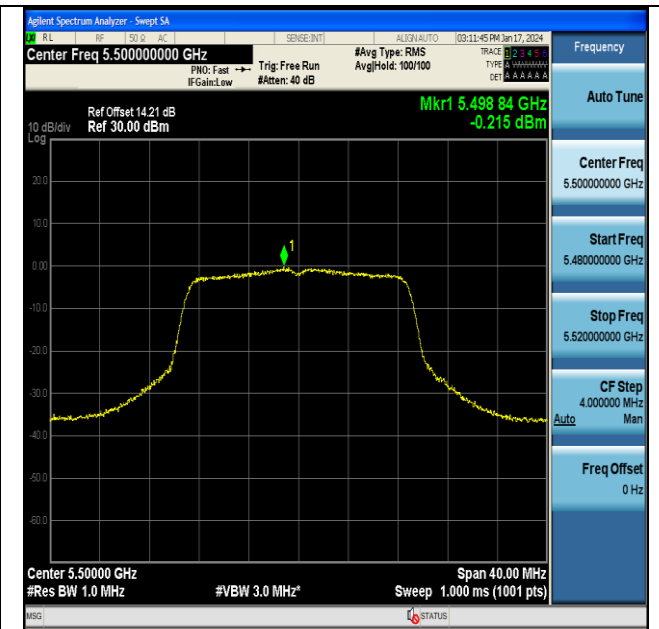 Agilent Spectrum Analyzer - Swept SA
RL RF 50 Ω AC SENSE:INT ALIGN AUTO 03:11:45 PM Jan 17, 2024
Center Freq 5.500000000 GHz
PNO: Fast
IFGain:Low
Trig: Free Run
#Atten: 40 dB
#Avg Type: RMS
Avg|Hold: 100/100
TRACE 1 2 3 4 5 6
TYPE A WWWWW
DET A A A A A A
Ref Offset 14.21 dB
10 dB/div Ref 30.00 dBm
Log
Mkr1 5.498 84 GHz
-0.215 dBm
20.0
10.0
0.00
-10.0
-20.0
-30.0
-40.0
-50.0
-60.0
1
Center 5.50000 GHz Span 40.00 MHz
#Res BW 1.0 MHz #VBW 3.0 MHz* Sweep 1.000 ms (1001 pts)
MSG STATUS
Frequency
Auto Tune
Center Freq
5.500000000 GHz
Start Freq
5.480000000 GHz
Stop Freq
5.520000000 GHz
CF Step
4.000000 MHz
Auto Man
Freq Offset
0 Hz